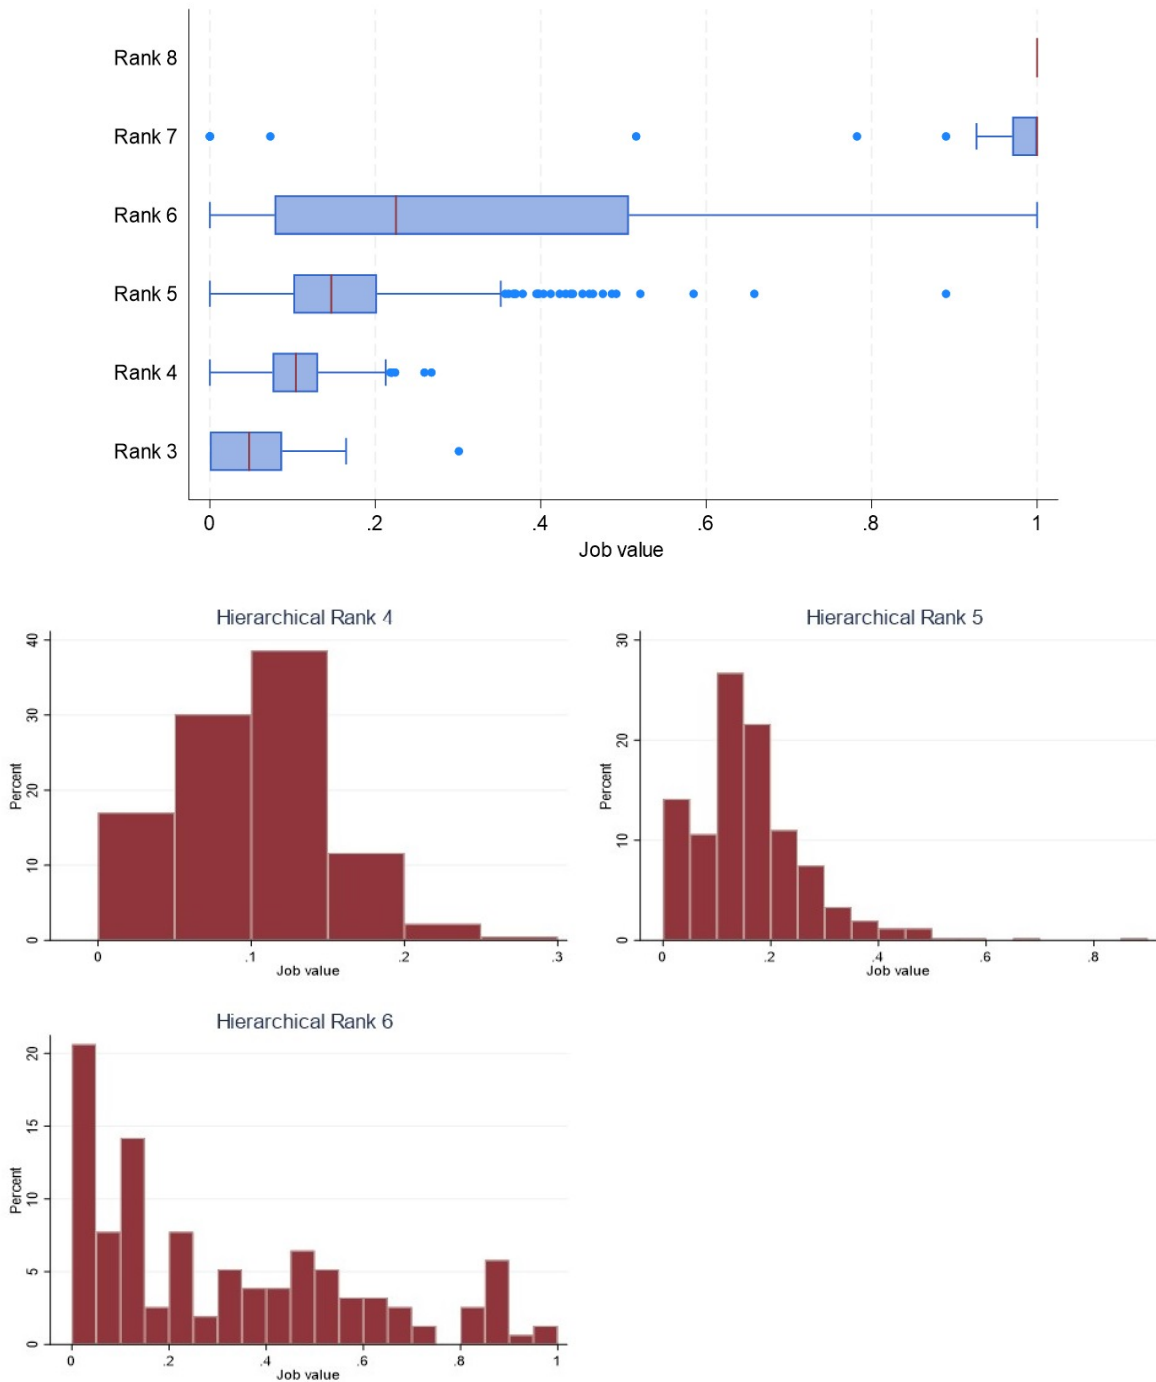 Rank 8
Rank 7
Rank 6
Rank 5
Rank 4
Rank 3
0 .2 .4 .6 .8 1
Job value
Hierarchical Rank 4
Percent
40
30
20
10
0
0 .1 .2 .3
Job value
Hierarchical Rank 5
Percent
30
20
10
0
0 .2 .4 .6 .8
Job value
Hierarchical Rank 6
Percent
20
15
10
5
0
0 .2 .4 .6 .8 1
Job value